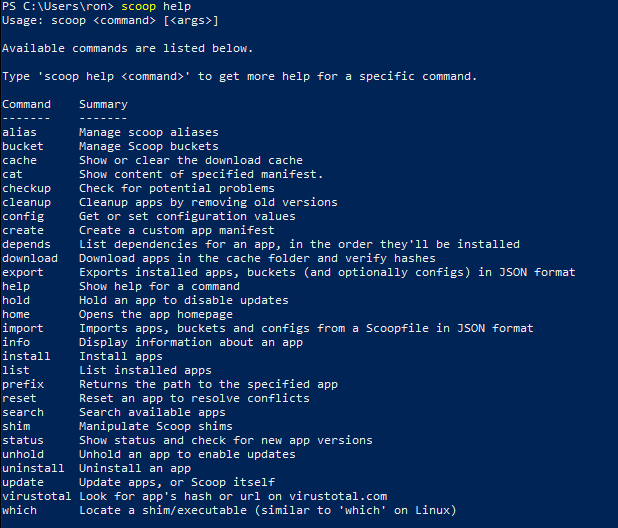 PS C:\Users\ron> scoop help
Usage: scoop <command> [<args>]
Available commands are listed below.
Type 'scoop help <command>' to get more help for a specific command.
Command    Summary
-------    -------
alias      Manage scoop aliases
bucket     Manage Scoop buckets
cache      Show or clear the download cache
cat        Show content of specified manifest.
checkup    Check for potential problems
cleanup    Cleanup apps by removing old versions
config     Get or set configuration values
create     Create a custom app manifest
depends    List dependencies for an app, in the order they'll be installed
download   Download apps in the cache folder and verify hashes
export     Exports installed apps, buckets (and optionally configs) in JSON format
help       Show help for a command
hold       Hold an app to disable updates
home       Opens the app homepage
import     Imports apps, buckets and configs from a Scoopfile in JSON format
info       Display information about an app
install    Install apps
list       List installed apps
prefix     Returns the path to the specified app
reset      Reset an app to resolve conflicts
search     Search available apps
shim       Manipulate Scoop shims
status     Show status and check for new app versions
unhold     Unhold an app to enable updates
uninstall  Uninstall an app
update     Update apps, or Scoop itself
virustotal Look for app's hash or url on virustotal.com
which      Locate a shim/executable (similar to 'which' on Linux)